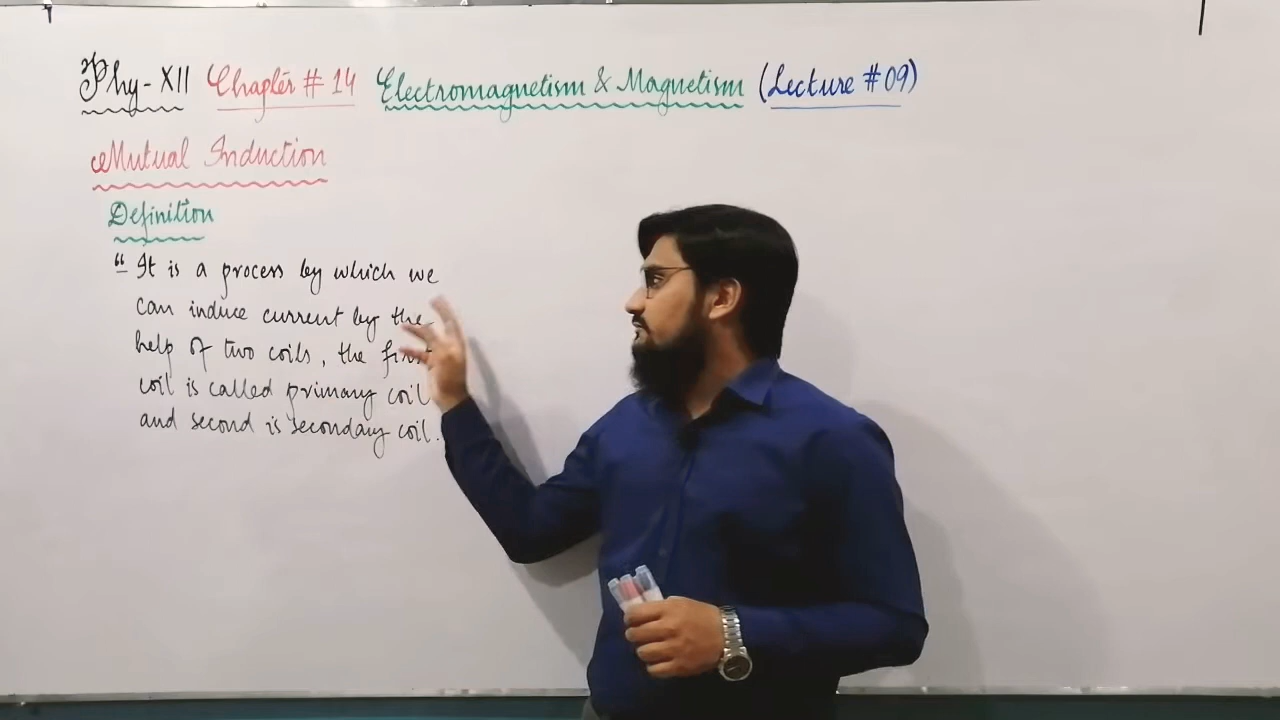 Phy-XII Chapter # 14 Electromagnetism & Magnetism (Lecture #09)
Mutual Induction
Definition
"It is a process by which we
can induce current by the
help of two coils, the first
coil is called primary coil
and second is secondary coil.